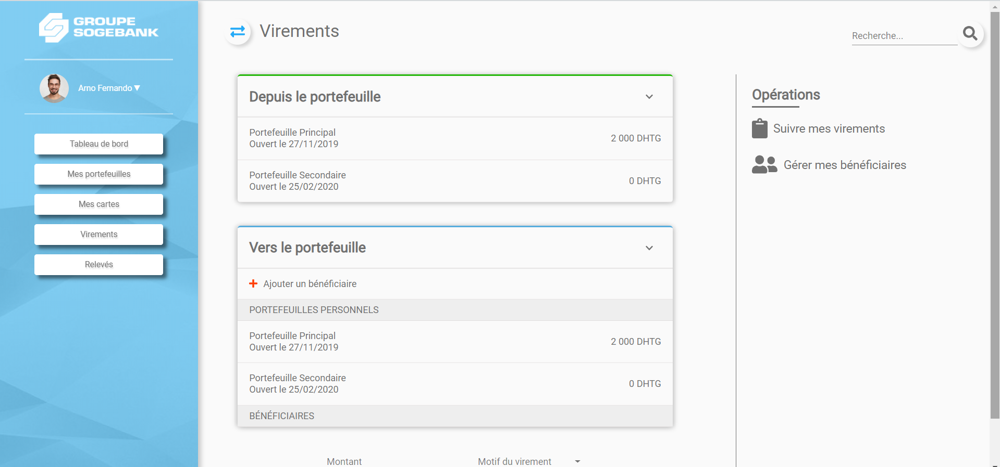 GROUPE
SOGEBANK
Arno Fernando
Tableau de bord
Mes portefeuilles
Mes cartes
Virements
Relevés
Virements
Recherche...
Depuis le portefeuille
Portefeuille Principal
Ouvert le 27/11/2019
2 000 DHTG
Portefeuille Secondaire
Ouvert le 25/02/2020
0 DHTG
Vers le portefeuille
Ajouter un bénéficiaire
PORTEFEUILLES PERSONNELS
Portefeuille Principal
Ouvert le 27/11/2019
2 000 DHTG
Portefeuille Secondaire
Ouvert le 25/02/2020
0 DHTG
BÉNÉFICIAIRES
Montant
Motif du virement
Opérations
Suivre mes virements
Gérer mes bénéficiaires